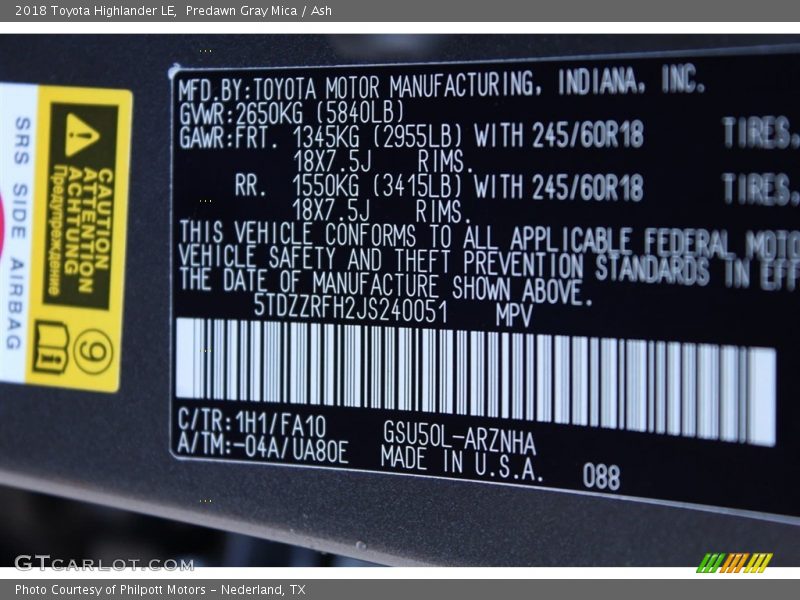 2018 Toyota Highlander LE, Predawn Gray Mica / Ash
MFD.BY:TOYOTA MOTOR MANUFACTURING, INDIANA, INC.
GVWR:2650KG (5840LB)
GAWR:FRT. 1345KG (2955LB) WITH 245/60R18 TIRES,
18X7.5J RIMS.
RR. 1550KG (3415LB) WITH 245/60R18 TIRES,
18X7.5J RIMS.
THIS VEHICLE CONFORMS TO ALL APPLICABLE FEDERAL MOTO
VEHICLE SAFETY AND THEFT PREVENTION STANDARDS IN EFF
THE DATE OF MANUFACTURE SHOWN ABOVE.
5TDZZRFH2JS240051 MPV
C/TR:1H1/FA10 GSU50L-ARZNHA
A/TM:-04A/UA80E MADE IN U.S.A. 088
CAUTION
ATTENTION
ACHTUNG
Предупреждение
9
SRS SIDE AIRBAG
GTCARLOT.COM
Photo Courtesy of Philpott Motors - Nederland, TX